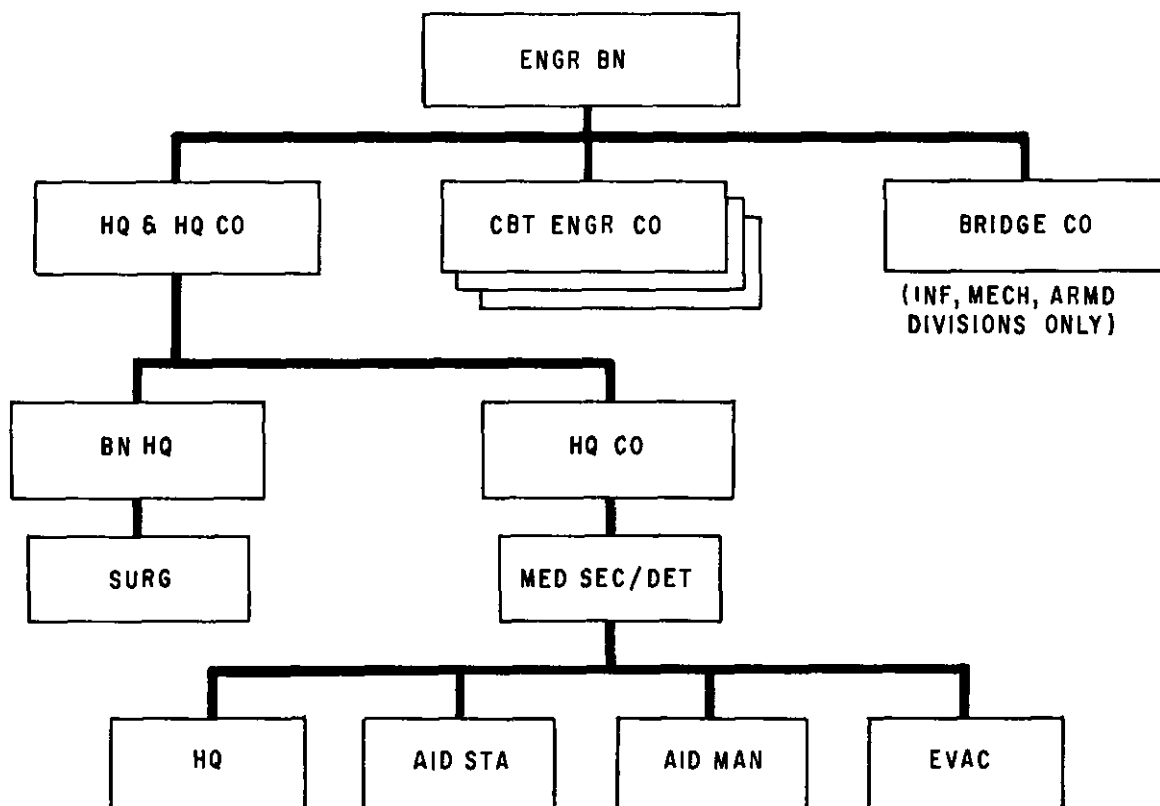 ENGR BN
HQ & HQ CO
CBT ENGR CO
BRIDGE CO
(INF, MECH, ARMD
DIVISIONS ONLY)
BN HQ
HQ CO
SURG
MED SEC/DET
HQ
AID STA
AID MAN
EVAC